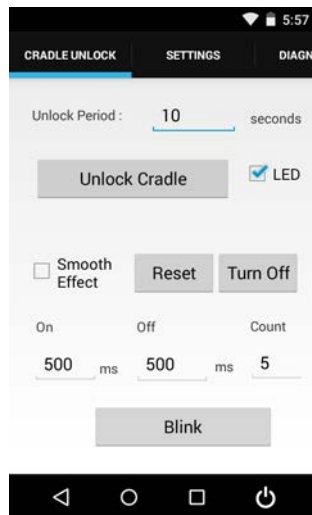 5:57
CRADLE UNLOCK SETTINGS DIAGN
Unlock Period : 10 seconds
Unlock Cradle LED
Smooth
Effect
Reset Turn Off
On Off Count
500 ms 500 ms 5
Blink